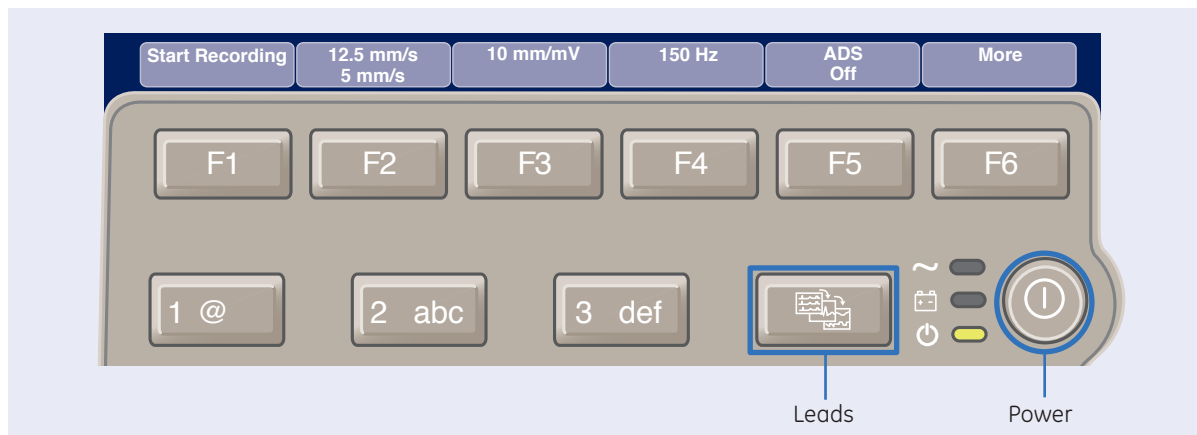 Start Recording
12.5 mm/s
5 mm/s
10 mm/mV
150 Hz
ADS
Off
More
F1
F2
F3
F4
F5
F6
1 @
2 abc
3 def
Leads
Power